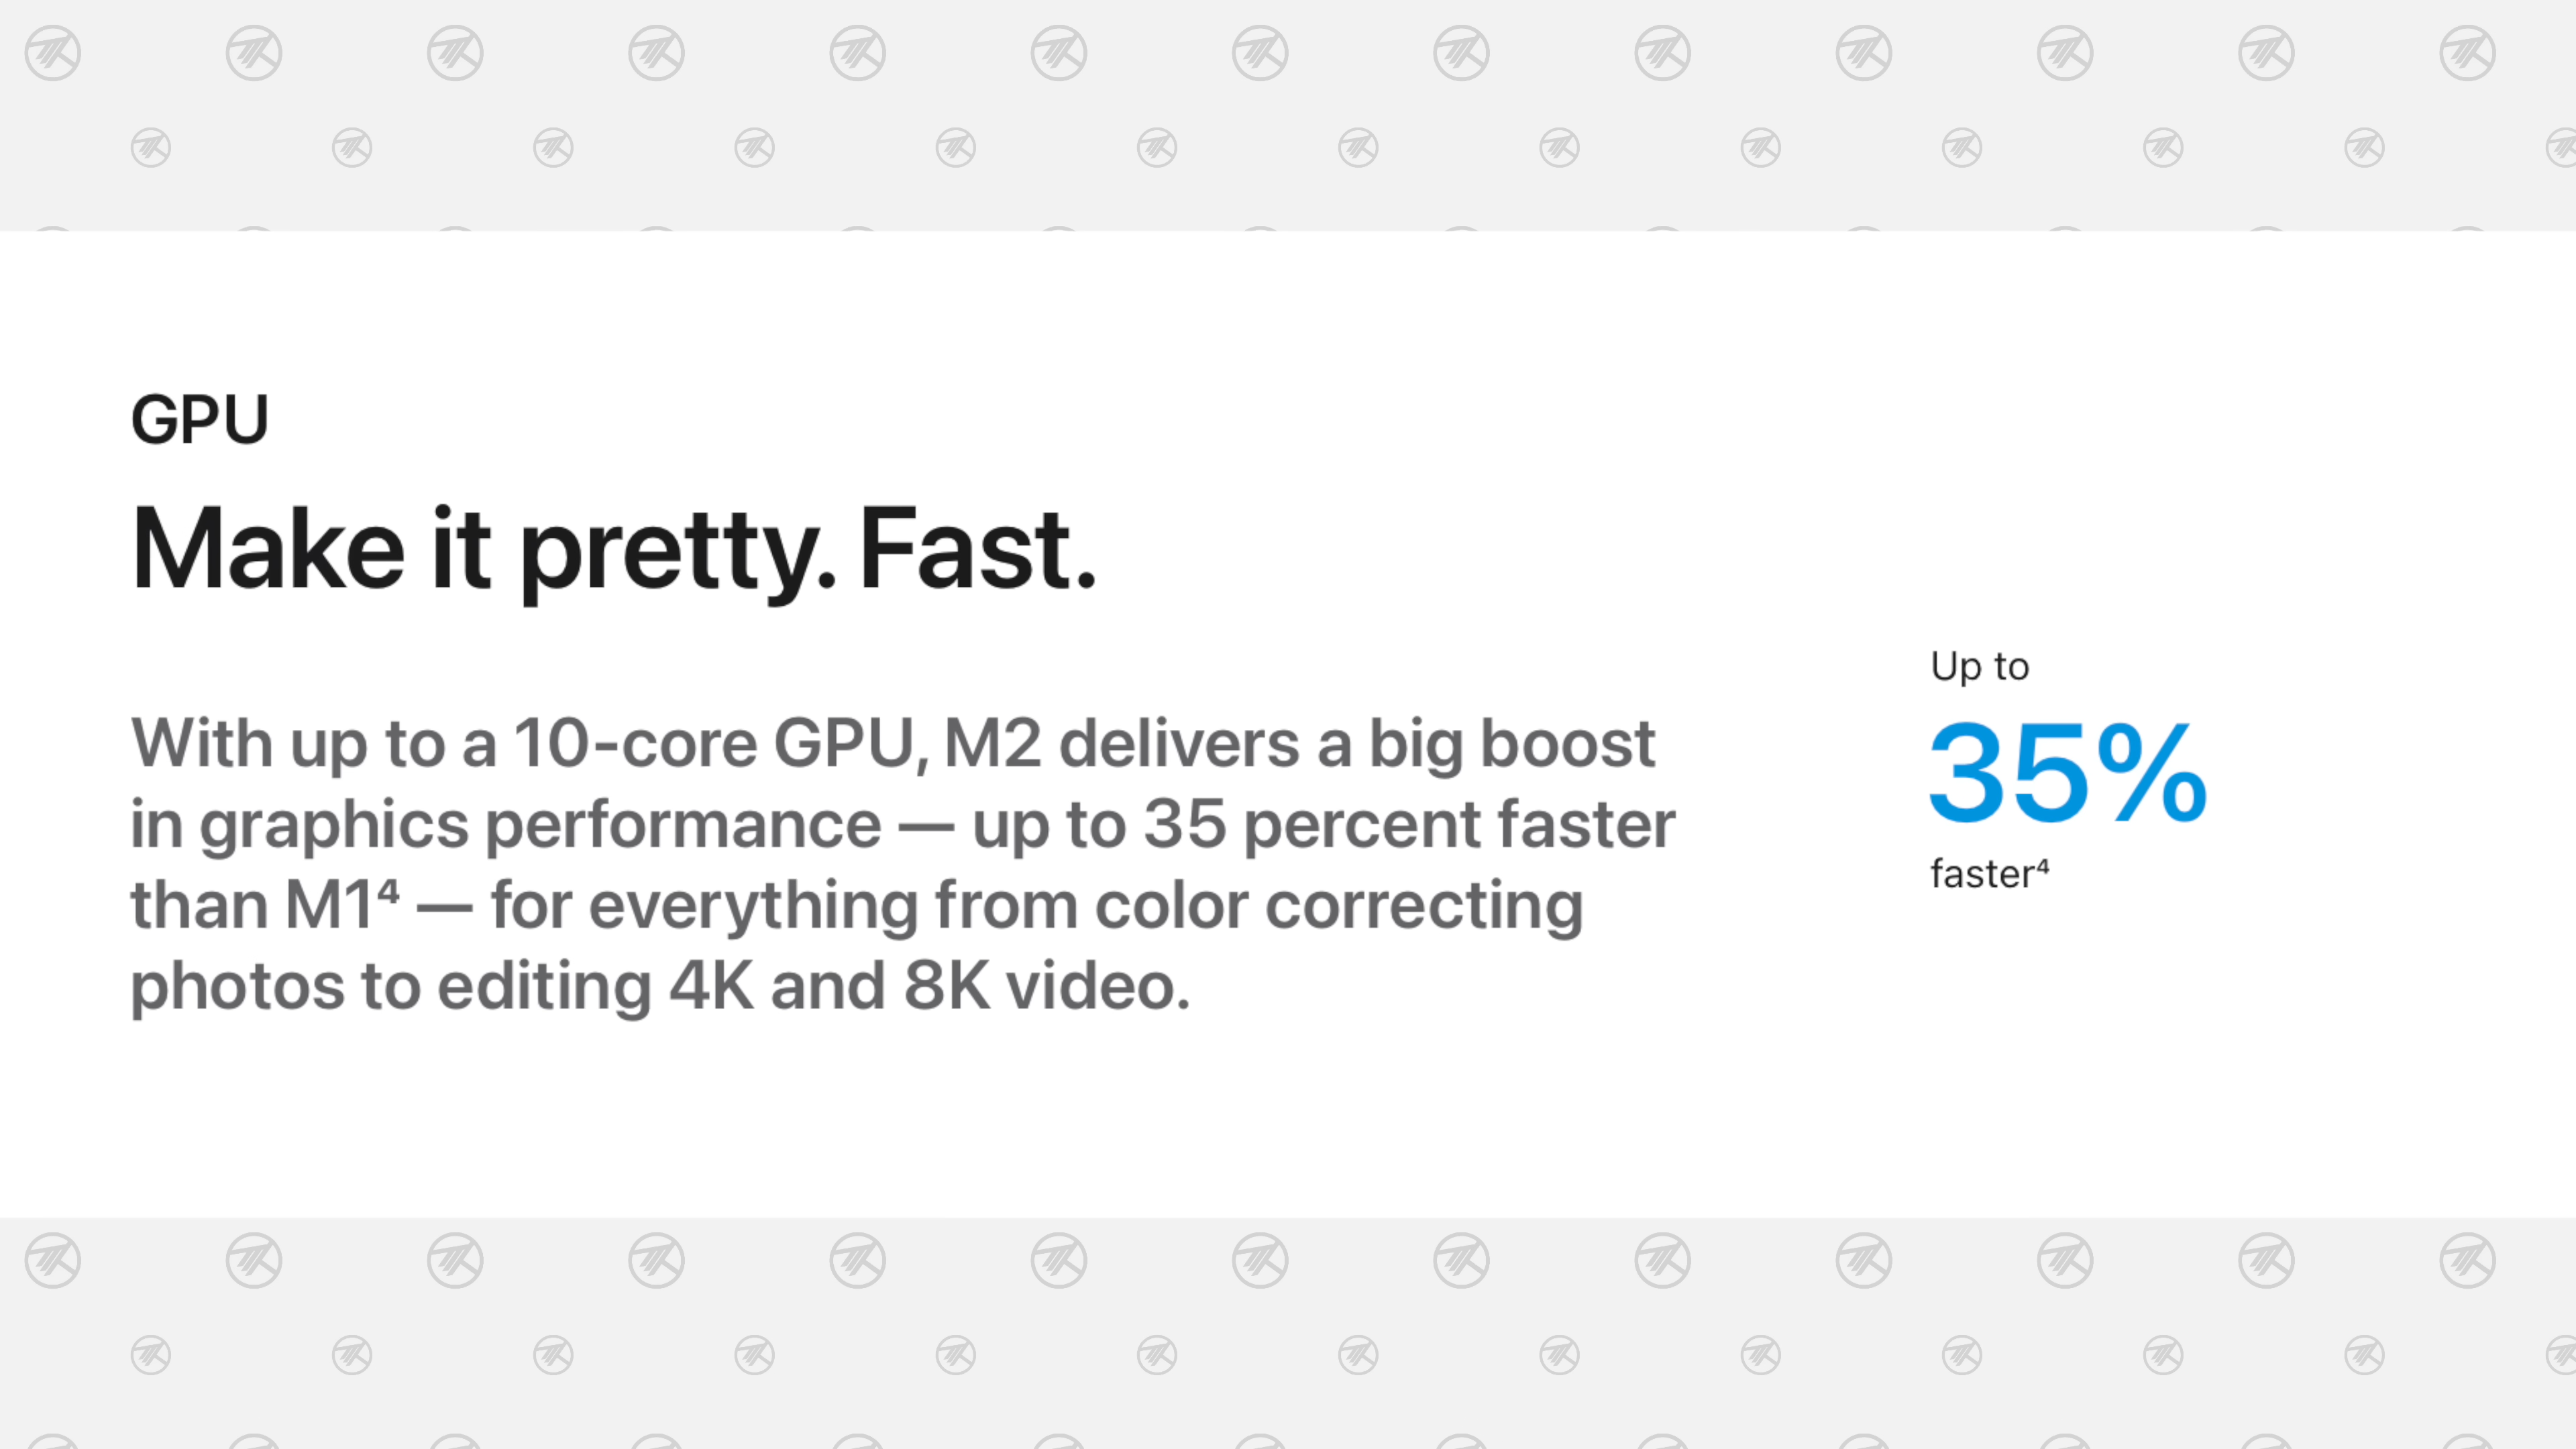 GPU
Make it pretty. Fast.
With up to a 10-core GPU, M2 delivers a big boost
in graphics performance — up to 35 percent faster
than M1⁴ — for everything from color correcting
photos to editing 4K and 8K video.
Up to
35%
faster⁴